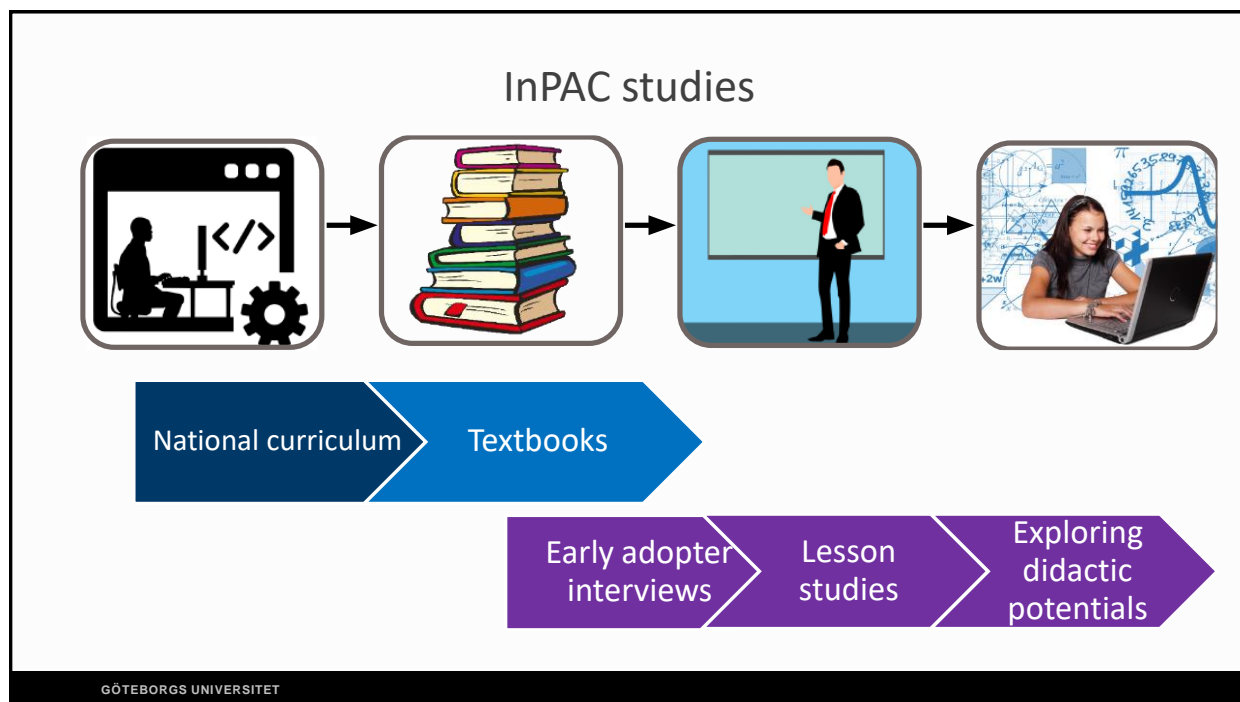 InPAC studies
</>
π
National curriculum
Textbooks
Early adopter
interviews
Lesson
studies
Exploring
didactic
potentials
GÖTEBORGS UNIVERSITET